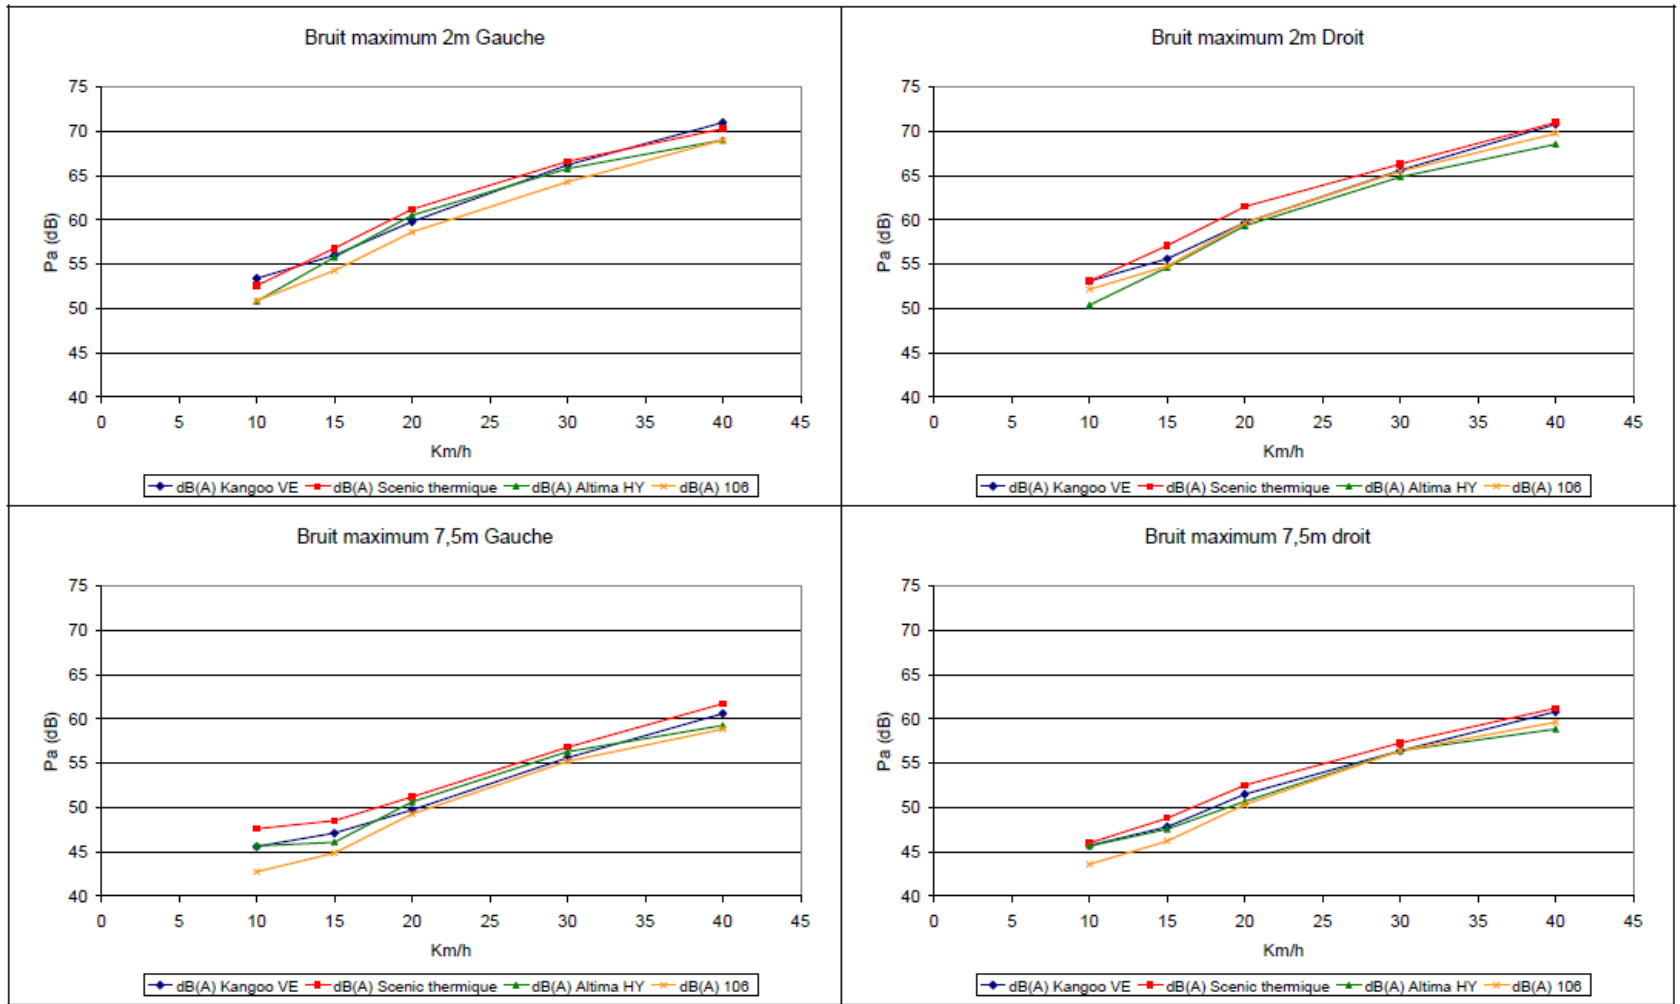 Bruit maximum 2m Gauche
75
70
65
60
55
50
45
40
Pa (dB)
0 5 10 15 20 25 30 35 40 45
Km/h
dB(A) Kangoo VE dB(A) Scenic thermique dB(A) Altima HY dB(A) 106
Bruit maximum 2m Droit
75
70
65
60
55
50
45
40
Pa (dB)
0 5 10 15 20 25 30 35 40 45
Km/h
dB(A) Kangoo VE dB(A) Scenic thermique dB(A) Altima HY dB(A) 106
Bruit maximum 7,5m Gauche
75
70
65
60
55
50
45
40
Pa (dB)
0 5 10 15 20 25 30 35 40 45
Km/h
dB(A) Kangoo VE dB(A) Scenic thermique dB(A) Altima HY dB(A) 106
Bruit maximum 7,5m droit
75
70
65
60
55
50
45
40
Pa (dB)
0 5 10 15 20 25 30 35 40 45
Km/h
dB(A) Kangoo VE dB(A) Scenic thermique dB(A) Altima HY dB(A) 106